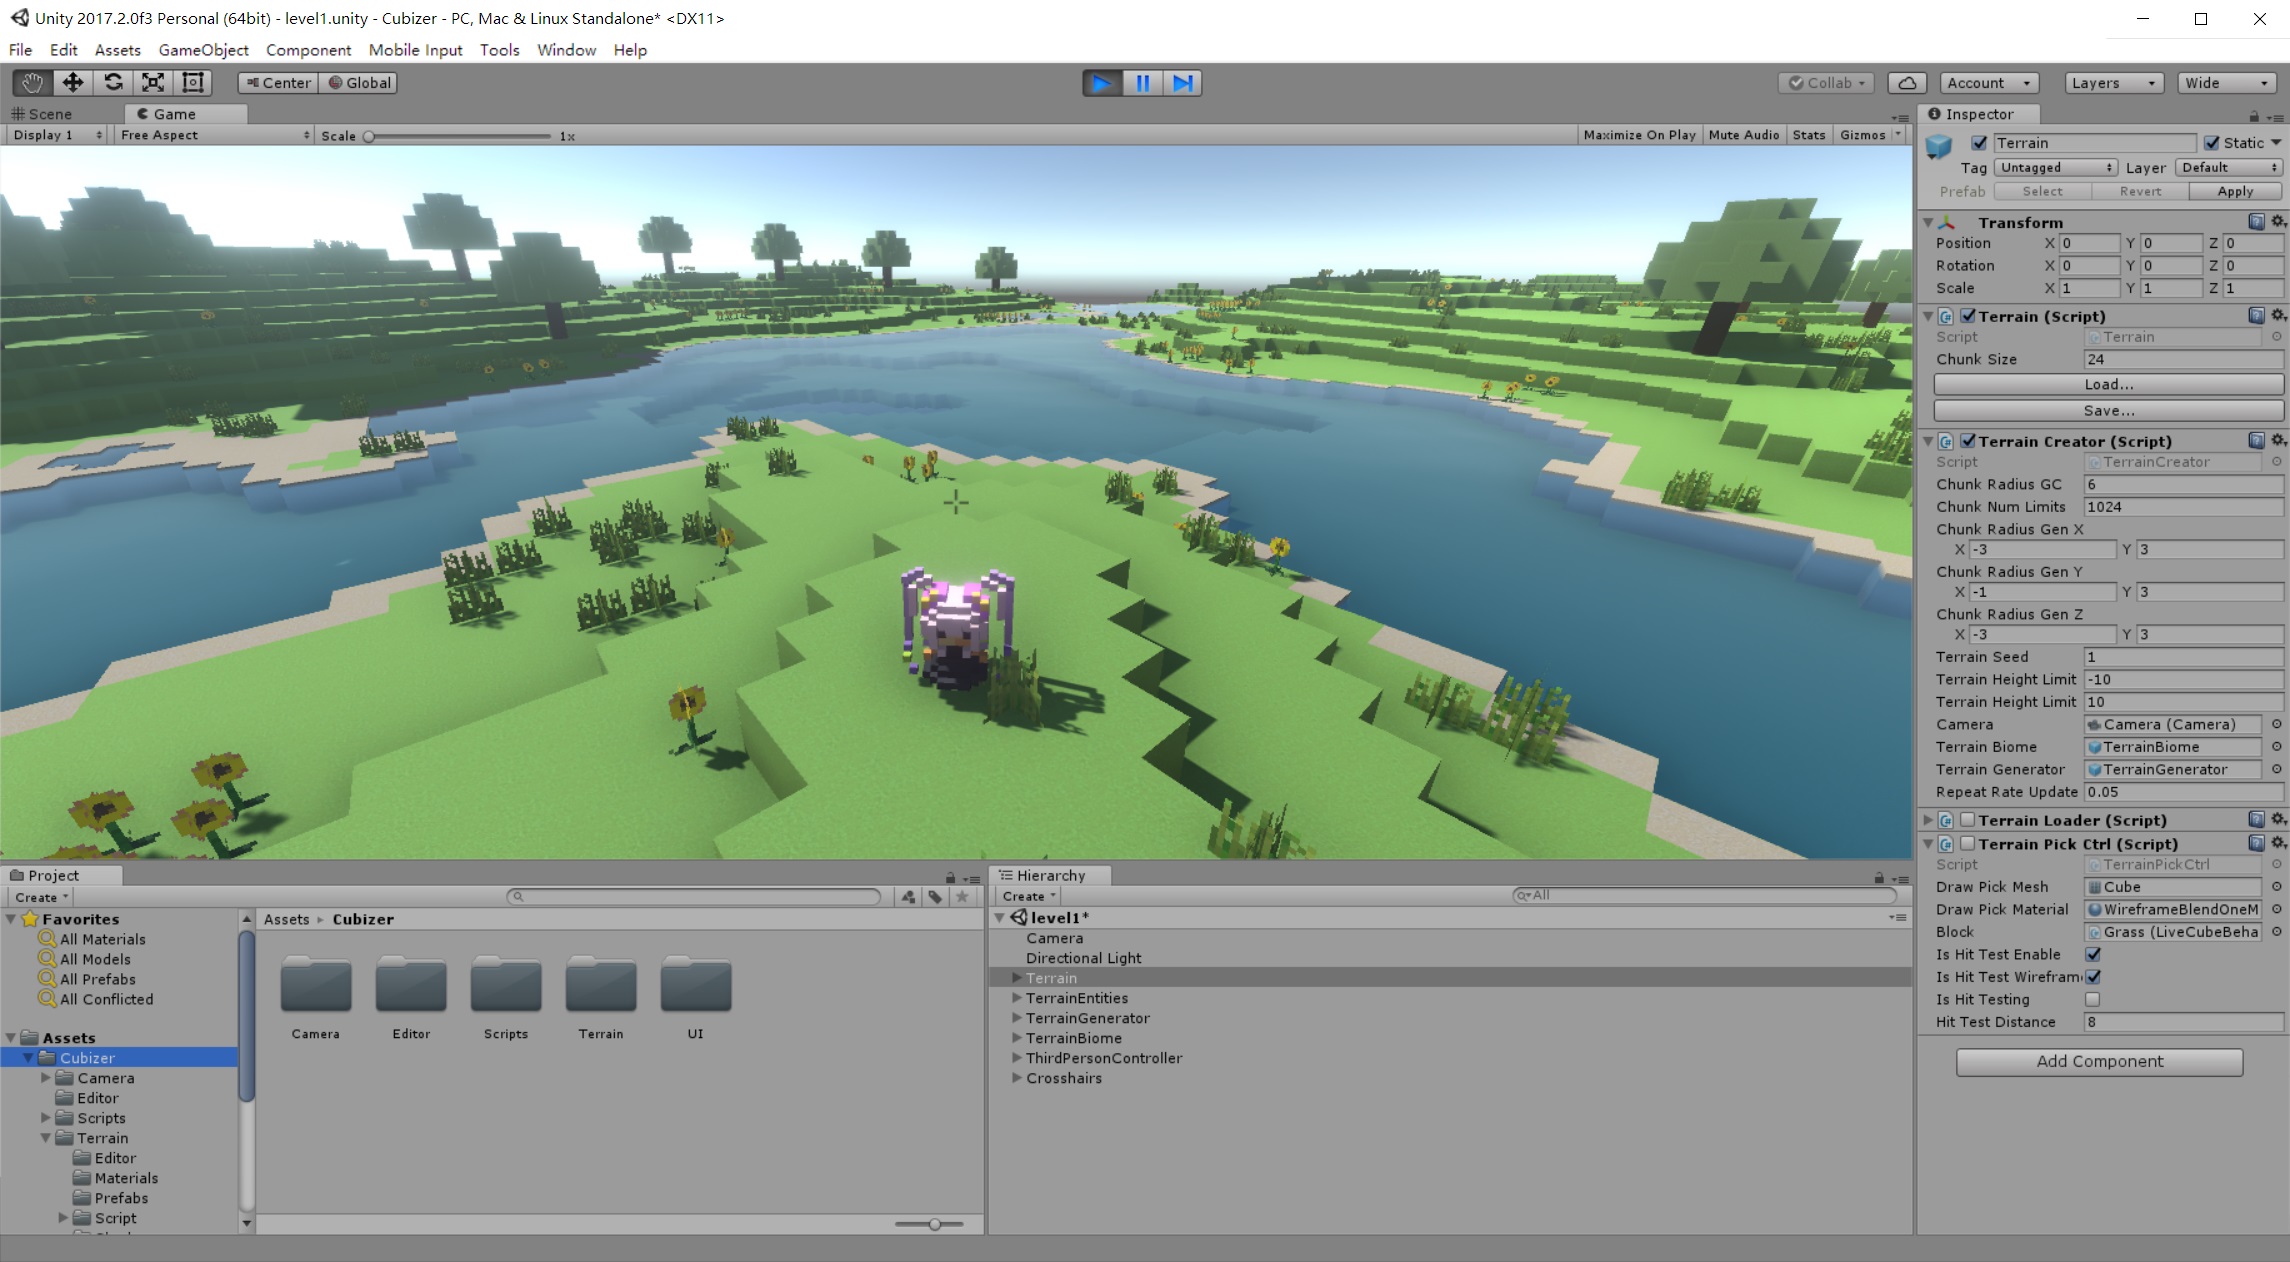 Unity 2017.2.0f3 Personal (64bit) - level1.unity - Cubizer - PC, Mac & Linux Standalone* <DX11>
File Edit Assets GameObject Component Mobile Input Tools Window Help
Center Global
Collab Account Layers Wide
Scene Game
Display 1 Free Aspect Scale 1x
Maximize On Play Mute Audio Stats Gizmos
Inspector
Terrain Static
Tag Untagged Layer Default
Prefab Select Revert Apply
Transform
Position X 0 Y 0 Z 0
Rotation X 0 Y 0 Z 0
Scale X 1 Y 1 Z 1
Terrain (Script)
Script Terrain
Chunk Size 24
Load...
Save...
Terrain Creator (Script)
Script TerrainCreator
Chunk Radius GC 6
Chunk Num Limits 1024
Chunk Radius Gen X
X -3 Y 3
Chunk Radius Gen Y
X -1 Y 3
Chunk Radius Gen Z
X -3 Y 3
Terrain Seed 1
Terrain Height Limit -10
Terrain Height Limit 10
Camera Camera (Camera)
Terrain Biome TerrainBiome
Terrain Generator TerrainGenerator
Repeat Rate Update 0.05
Terrain Loader (Script)
Terrain Pick Ctrl (Script)
Script TerrainPickCtrl
Draw Pick Mesh Cube
Draw Pick Material WireframeBlendOneM
Block Grass (LiveCubeBeha
Is Hit Test Enable
Is Hit Test Wirefram
Is Hit Testing
Hit Test Distance 8
Add Component
Project
Create
Favorites
All Materials
All Models
All Prefabs
All Conflicted
Assets
Cubizer
Camera
Editor
Scripts
Terrain
Editor
Materials
Prefabs
Script
Assets Cubizer
Camera Editor Scripts Terrain UI
Hierarchy
Create All
level1*
Camera
Directional Light
Terrain
TerrainEntities
TerrainGenerator
TerrainBiome
ThirdPersonController
Crosshairs